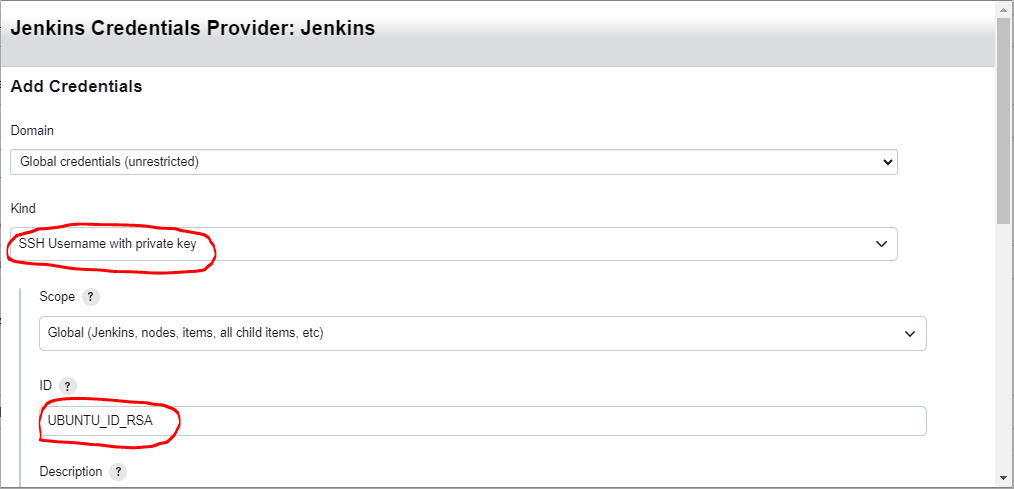 Jenkins Credentials Provider: Jenkins
Add Credentials
Domain
Global credentials (unrestricted)
Kind
SSH Username with private key
Scope ?
Global (Jenkins, nodes, items, all child items, etc)
ID ?
UBUNTU_ID_RSA
Description ?